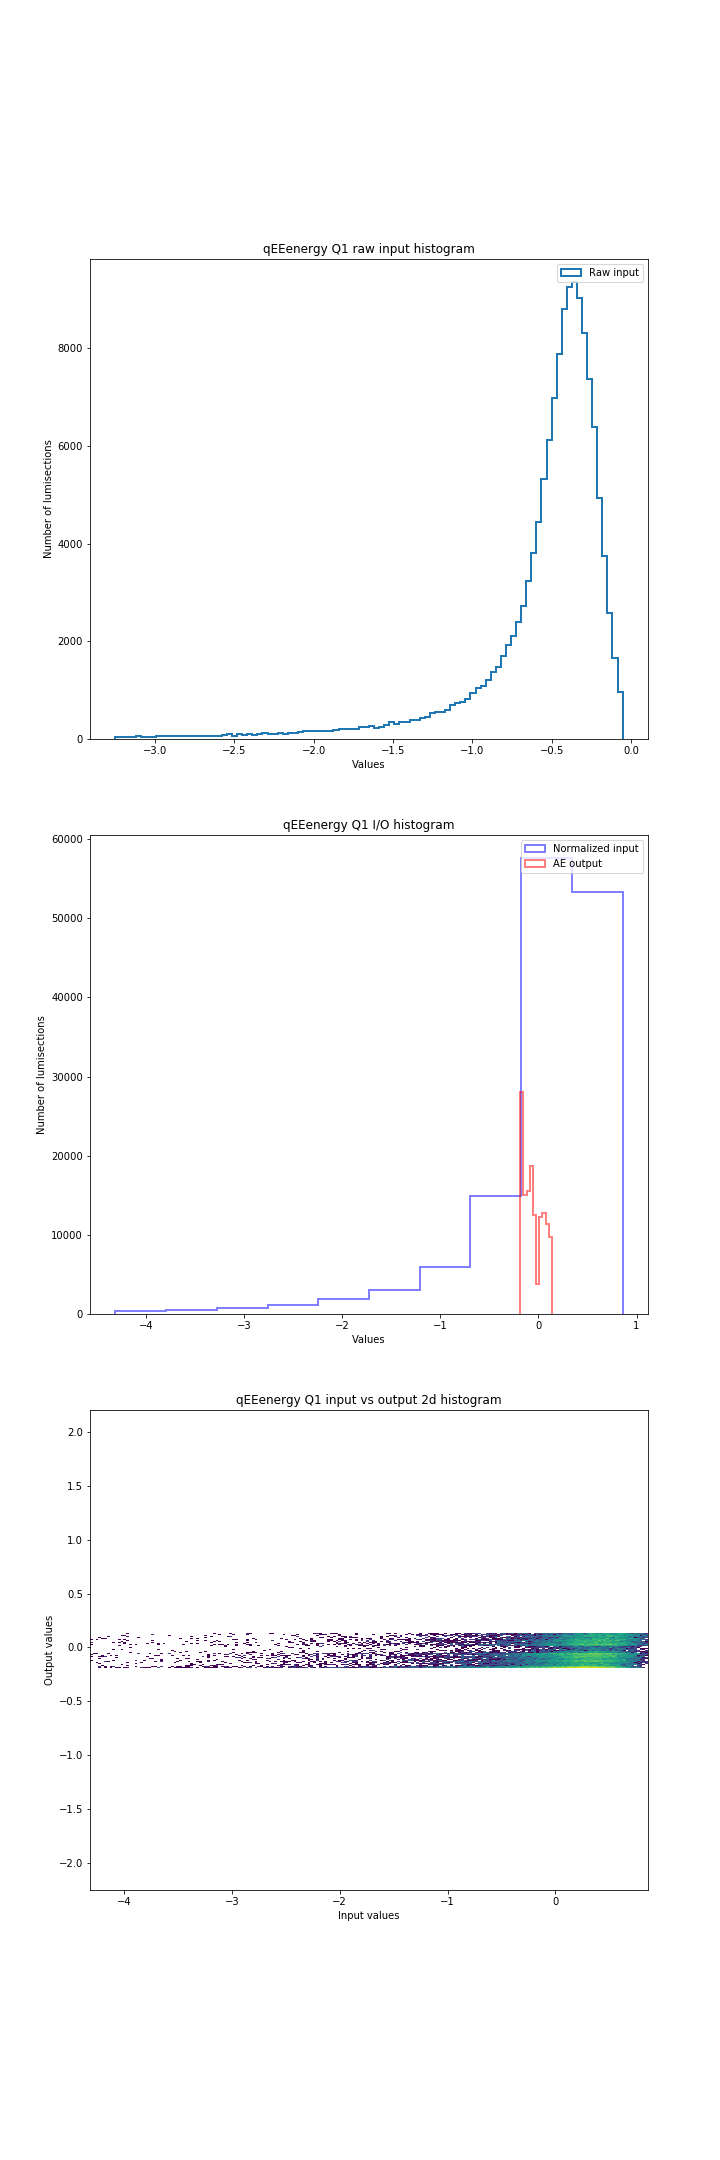 qEEenergy Q1 raw input histogram
Raw input
8000
6000
4000
2000
0
Number of lumisections
−3.0 −2.5 −2.0 −1.5 −1.0 −0.5 0.0
Values
qEEenergy Q1 I/O histogram
Normalized input
AE output
60000
50000
40000
30000
20000
10000
0
Number of lumisections
−4 −3 −2 −1 0 1
Values
qEEenergy Q1 input vs output 2d histogram
2.0
1.5
1.0
0.5
0.0
−0.5
−1.0
−1.5
−2.0
Output values
−4 −3 −2 −1 0
Input values